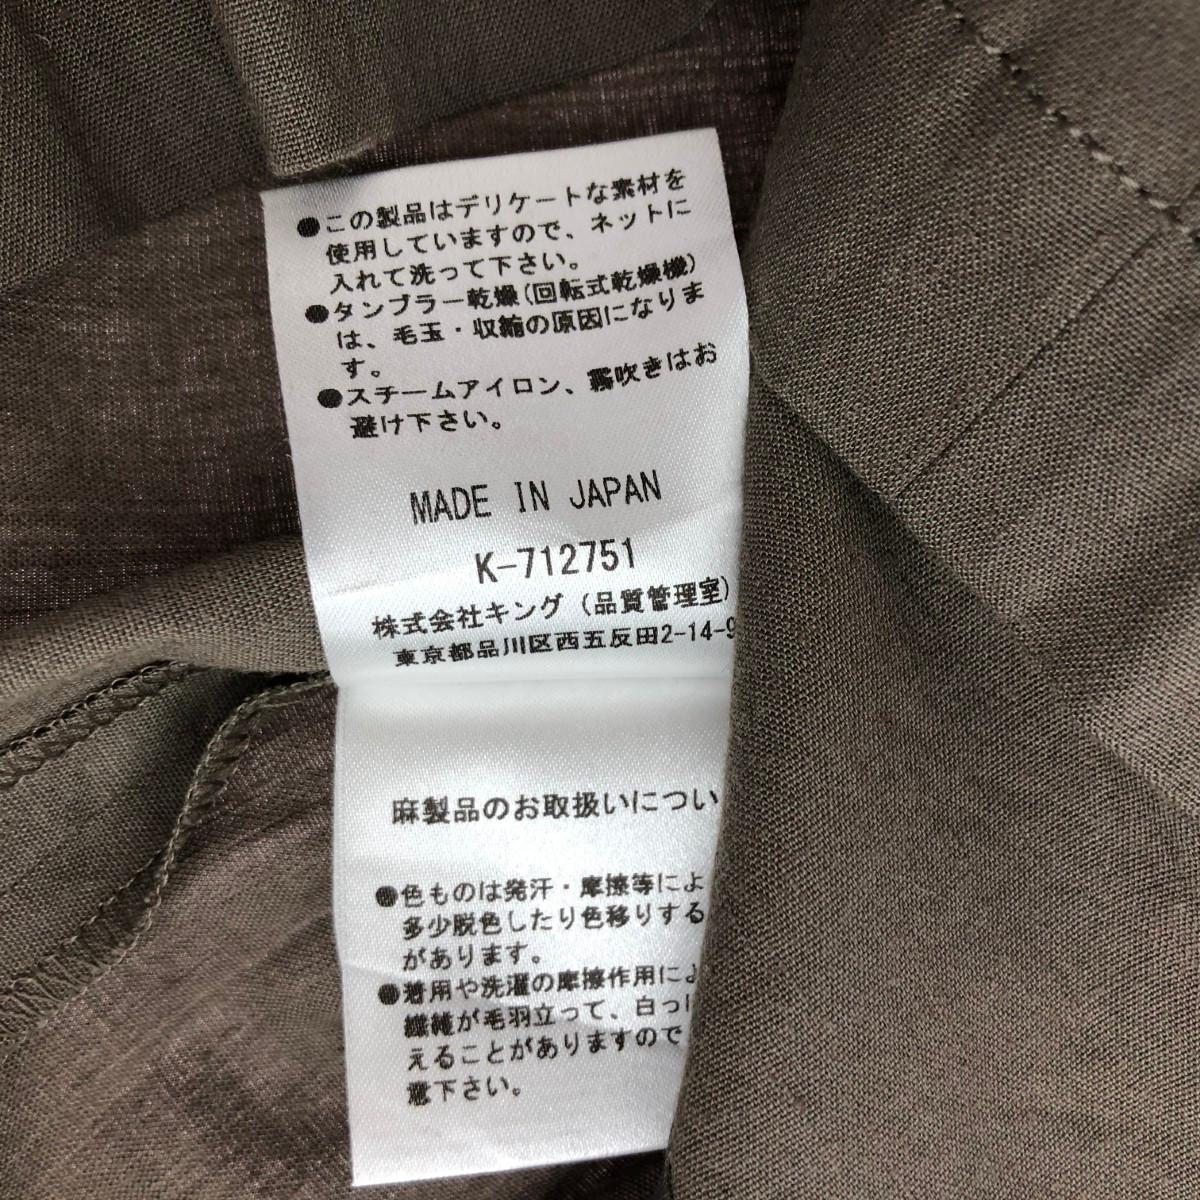 ●この製品はデリケートな素材を
使用していますので、ネットに
入れて洗って下さい。
●タンブラー乾燥(回転式乾燥機)
は、毛玉・収縮の原因になりま
す。
●スチームアイロン、霧吹きはお
避け下さい。
MADE IN JAPAN
K-712751
株式会社キング(品質管理室)
東京都品川区西五反田2-14-9
麻製品のお取扱いについ
●色ものは発汗・摩擦等によ
多少脱色したり色移りする
があります。
●着用や洗濯の摩擦作用によ
繊維が毛羽立って、白っ
えることがありますので
意下さい。